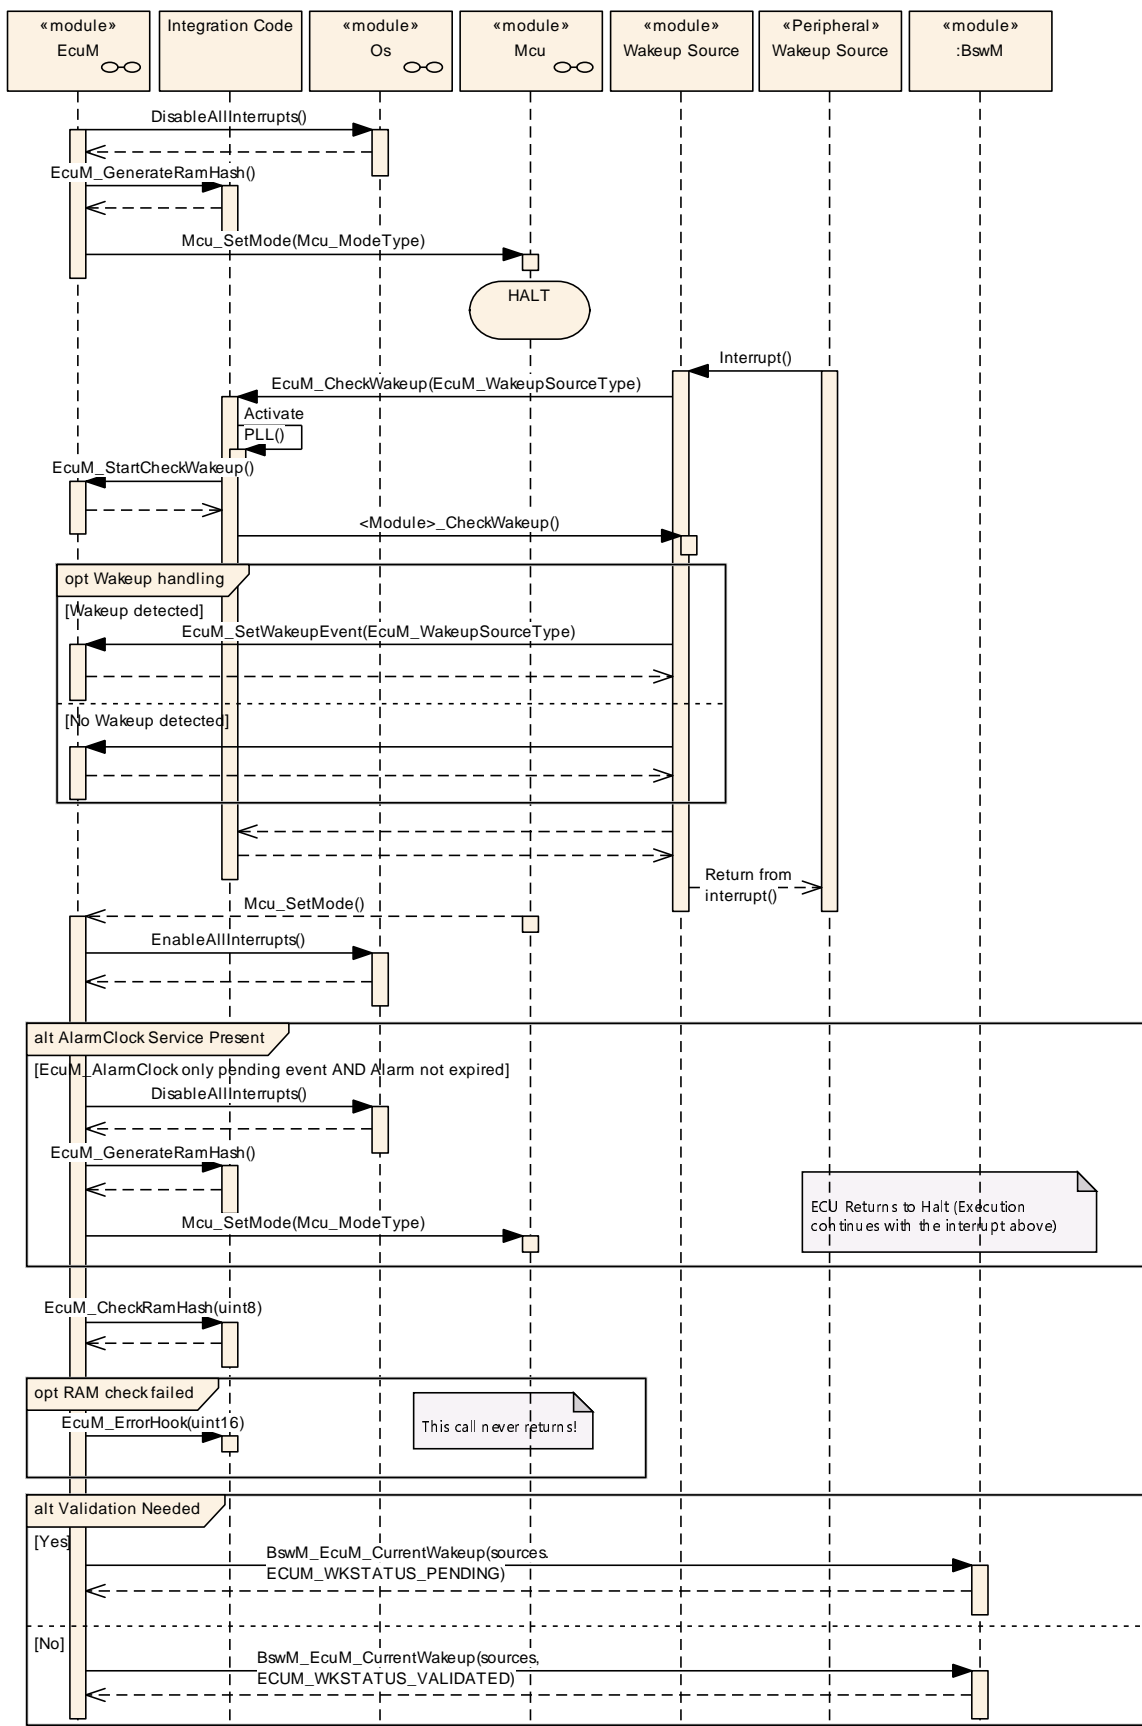 «module»
EcuM
Integration Code
«module»
Os
«module»
Mcu
«module»
Wakeup Source
«Peripheral»
Wakeup Source
«module»
:BswM
DisableAllInterrupts()
EcuM_GenerateRamHash()
Mcu_SetMode(Mcu_ModeType)
HALT
Interrupt()
EcuM_CheckWakeup(EcuM_WakeupSourceType)
Activate
PLL()
EcuM_StartCheckWakeup()
<Module>_CheckWakeup()
opt Wakeup handling
[Wakeup detected]
EcuM_SetWakeupEvent(EcuM_WakeupSourceType)
[No Wakeup detected]
Return from
interrupt()
Mcu_SetMode()
EnableAllInterrupts()
alt AlarmClock Service Present
[EcuM_AlarmClock only pending event AND Alarm not expired]
DisableAllInterrupts()
EcuM_GenerateRamHash()
Mcu_SetMode(Mcu_ModeType)
ECU Returns to Halt (Execution
continues with the interrupt above)
EcuM_CheckRamHash(uint8)
opt RAM check failed
EcuM_ErrorHook(uint16)
This call never returns!
alt Validation Needed
[Yes]
BswM_EcuM_CurrentWakeup(sources.
ECUM_WKSTATUS_PENDING)
[No]
BswM_EcuM_CurrentWakeup(sources,
ECUM_WKSTATUS_VALIDATED)